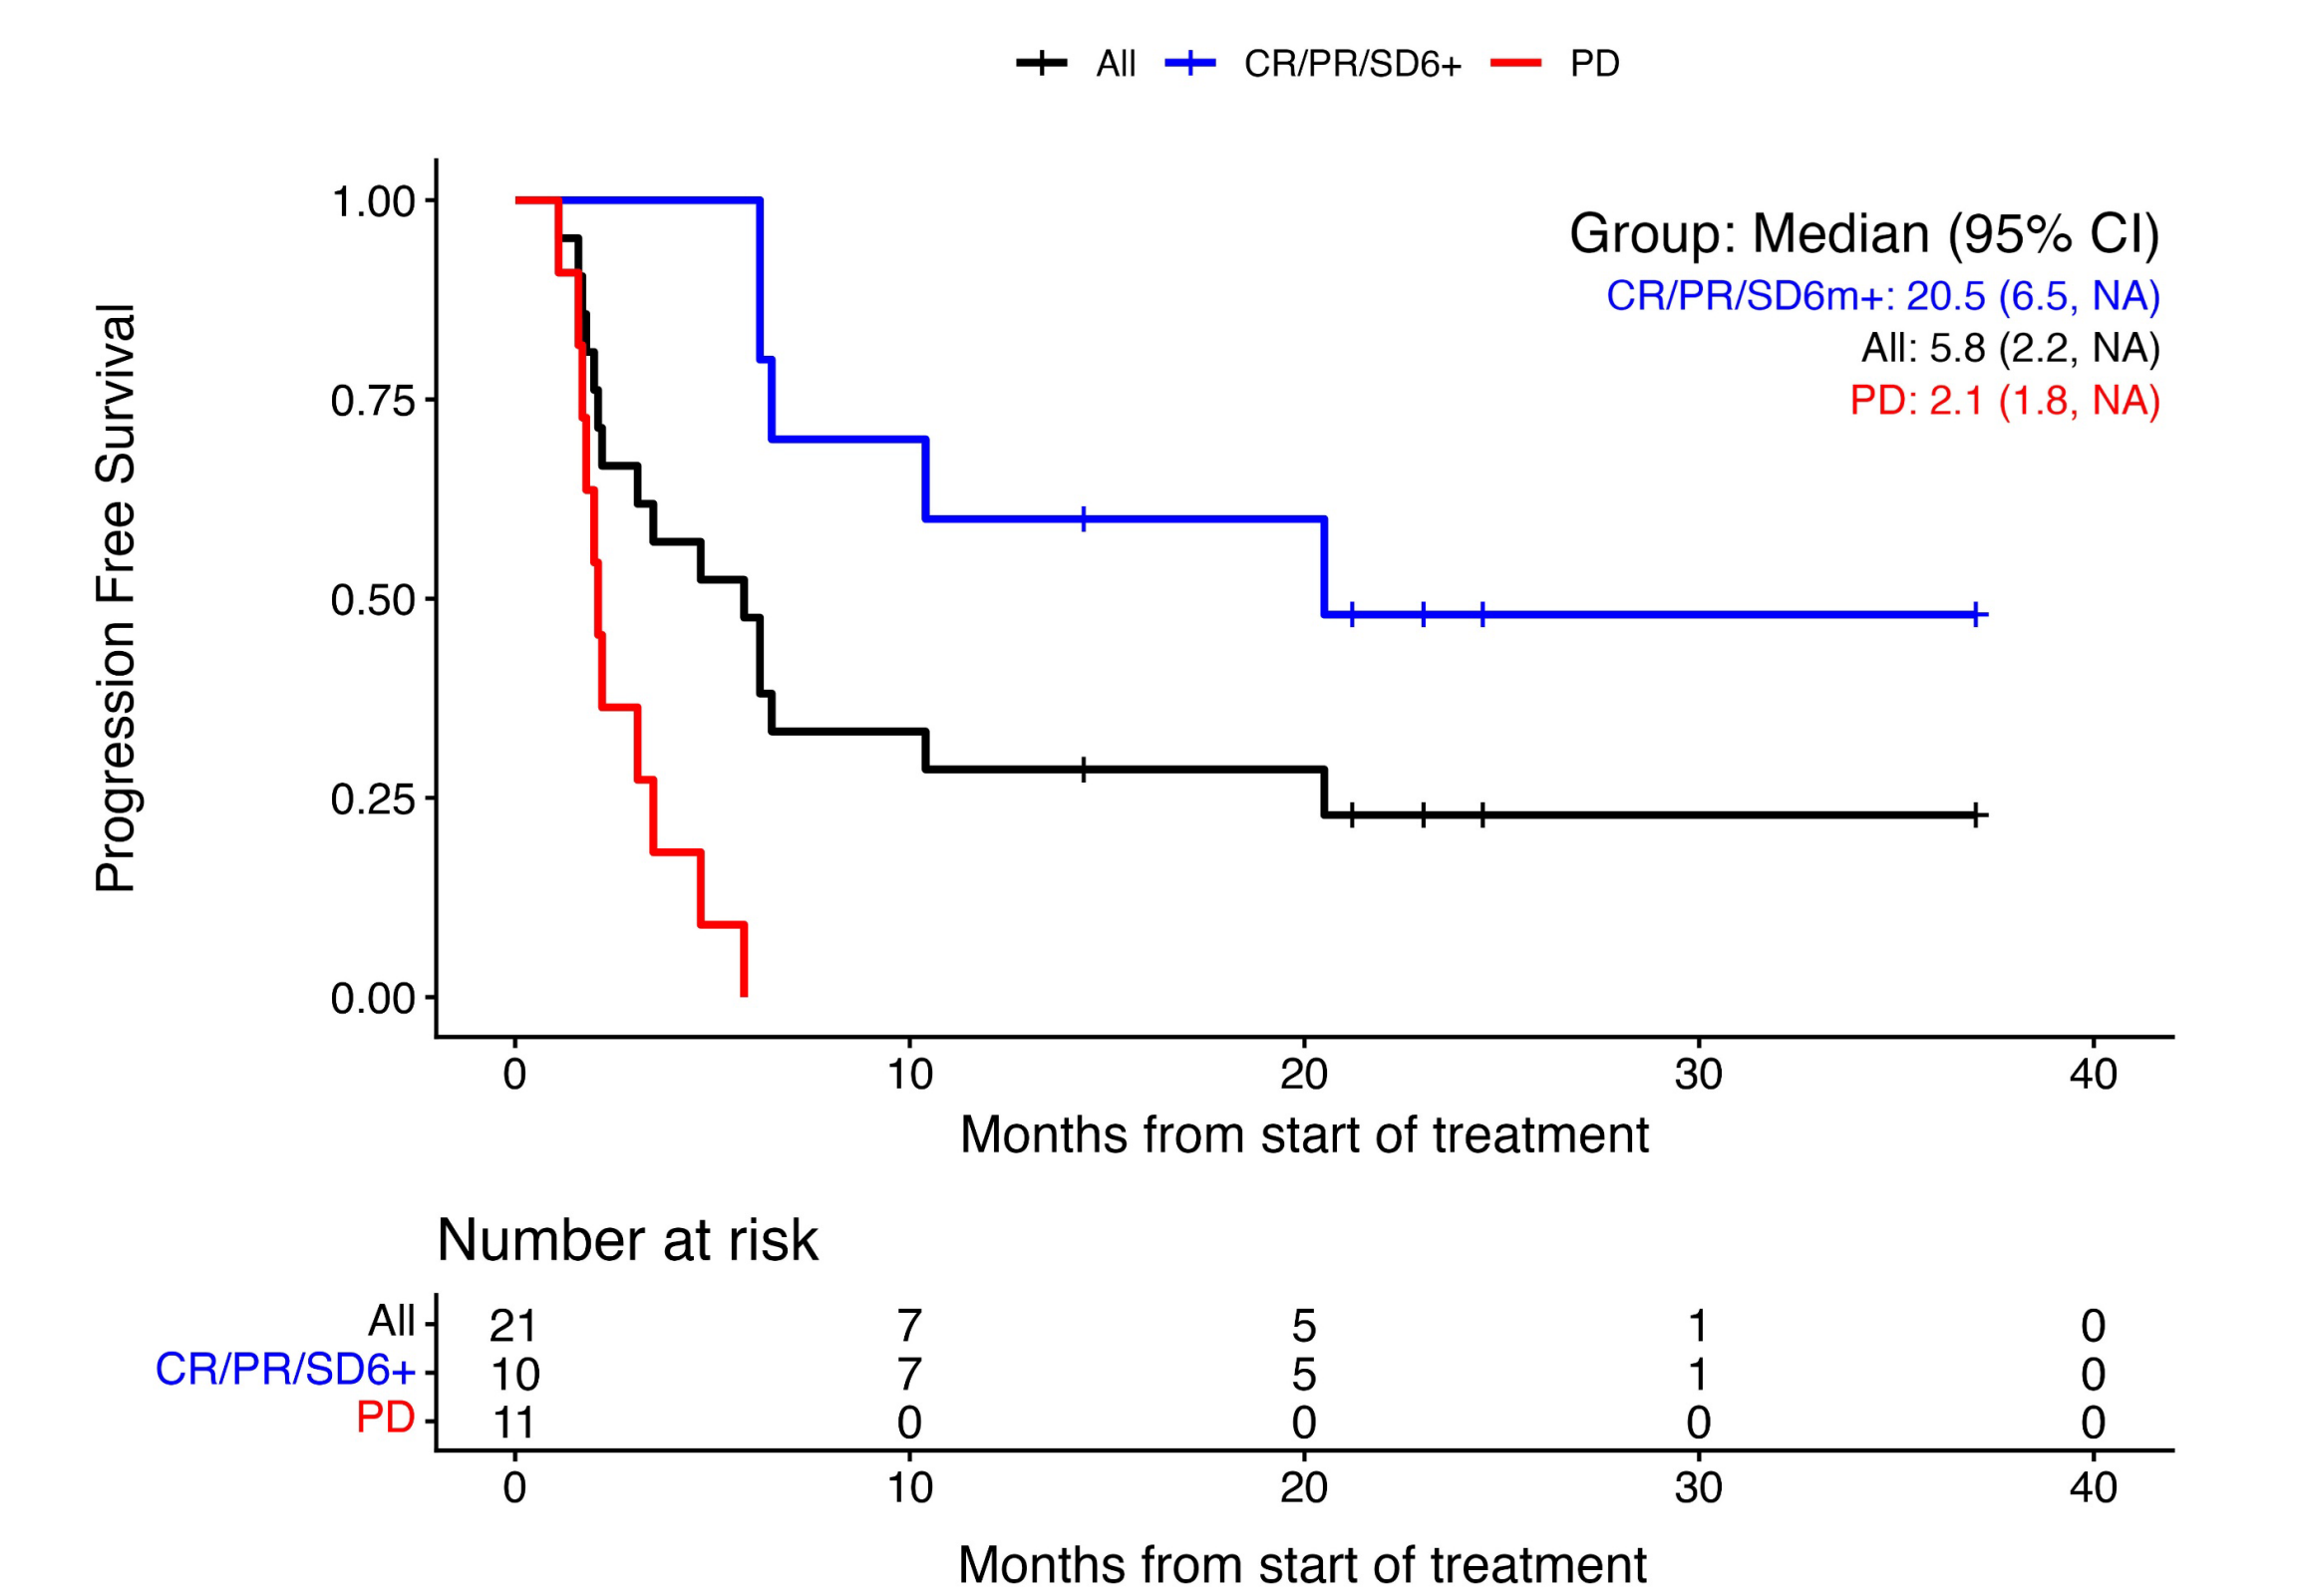 All CR/PR/SD6+ PD
Group: Median (95% CI)
CR/PR/SD6m+: 20.5 (6.5, NA)
All: 5.8 (2.2, NA)
PD: 2.1 (1.8, NA)
Progression Free Survival
1.00
0.75
0.50
0.25
0.00
0 10 20 30 40
Months from start of treatment
Number at risk
All 21 7 5 1 0
CR/PR/SD6+ 10 7 5 1 0
PD 11 0 0 0 0
0 10 20 30 40
Months from start of treatment